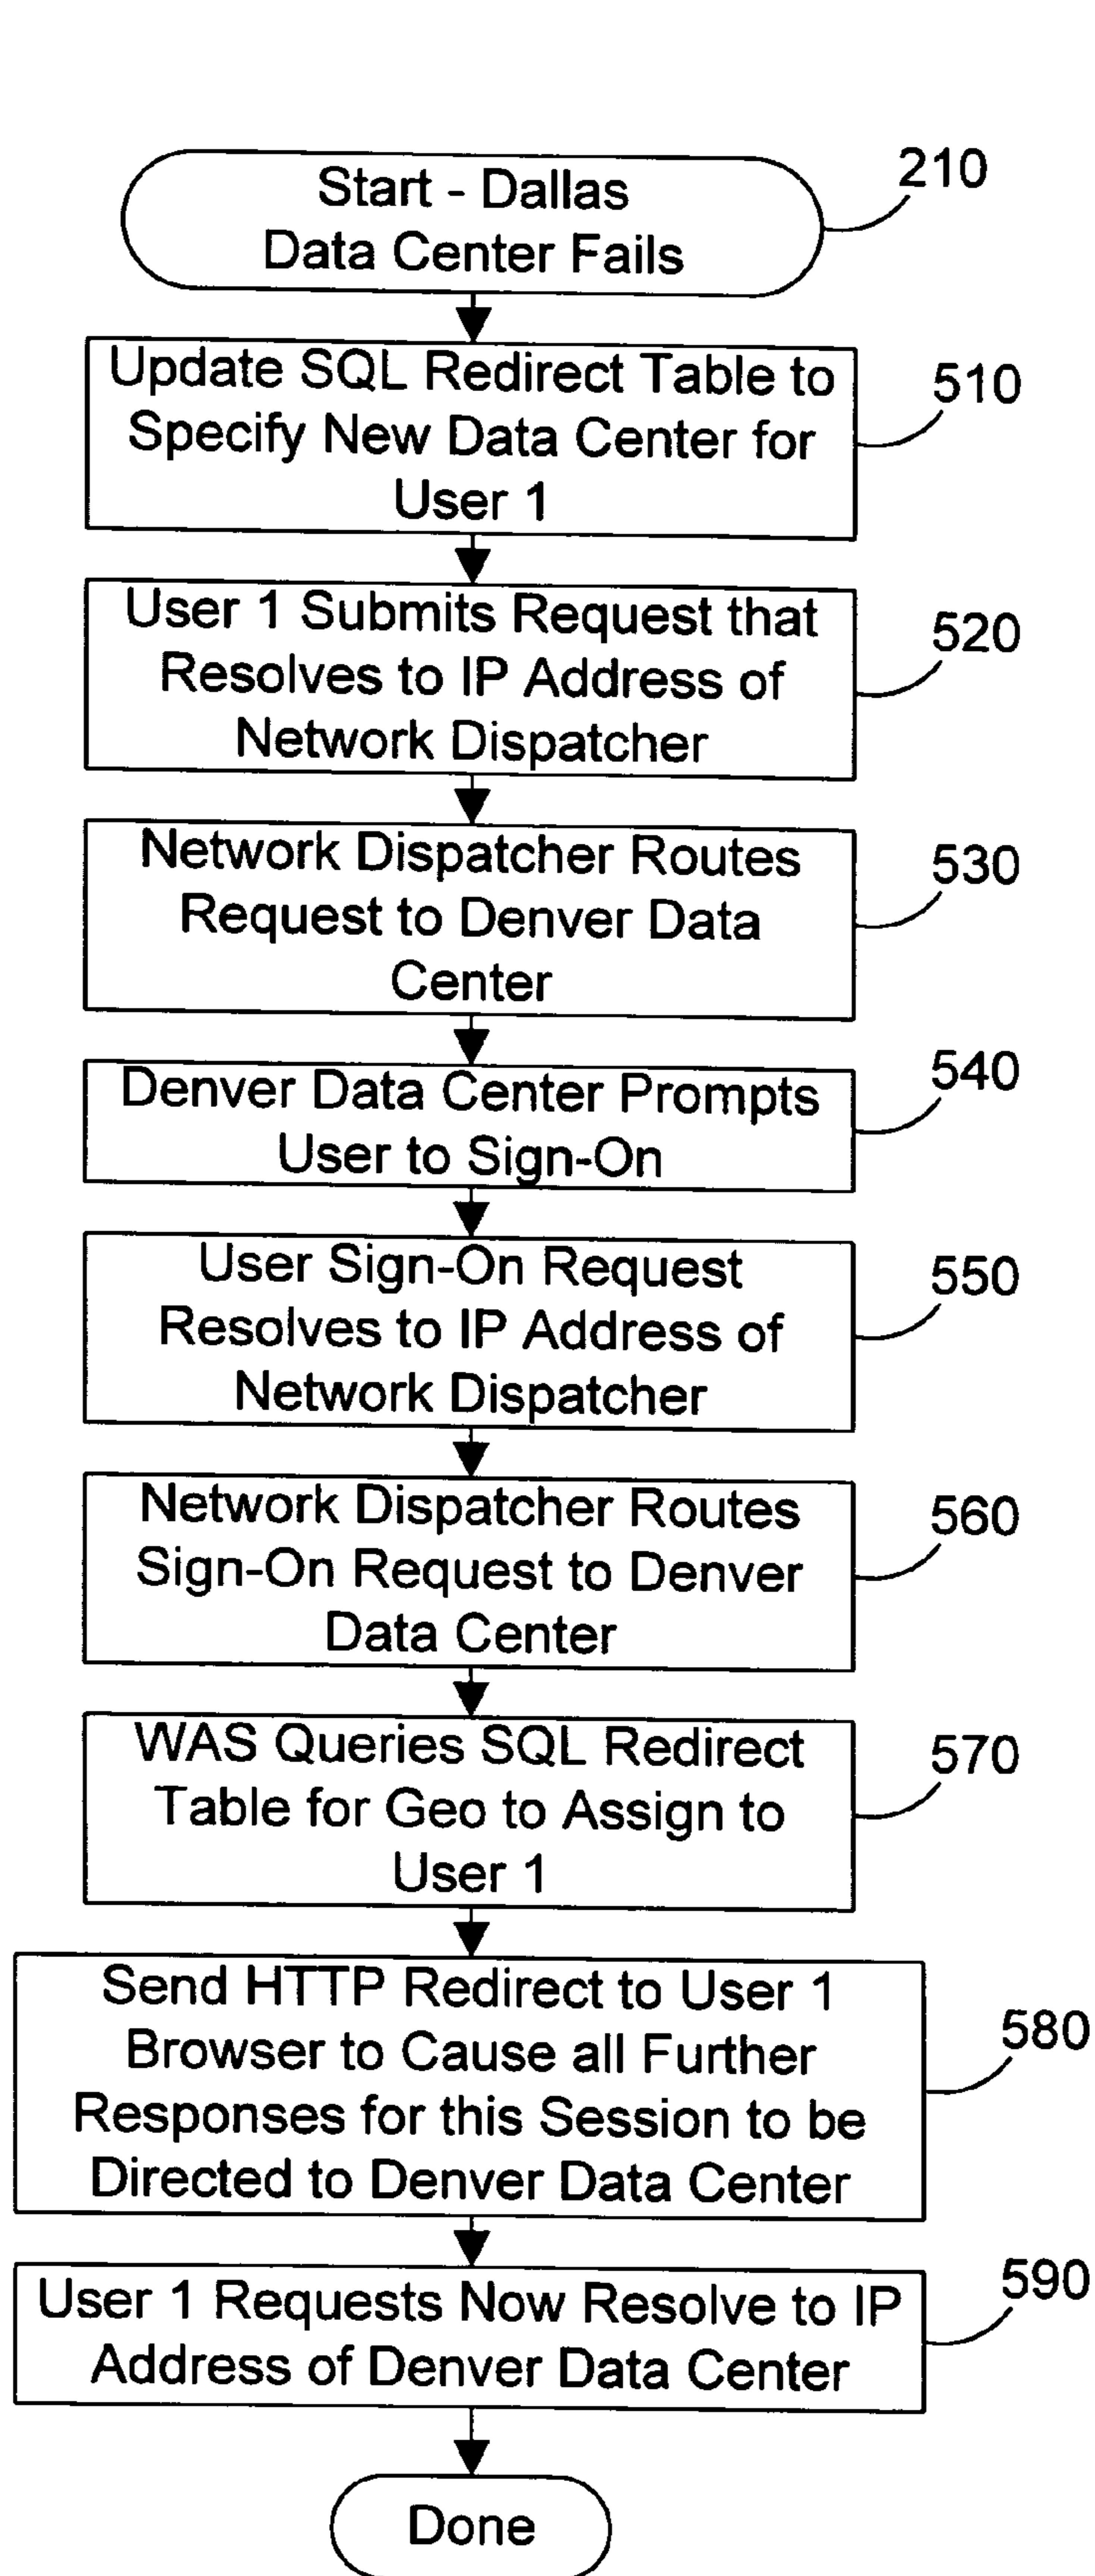 Start - Dallas
Data Center Fails
210
Update SQL Redirect Table to
Specify New Data Center for
User 1
510
User 1 Submits Request that
Resolves to IP Address of
Network Dispatcher
520
Network Dispatcher Routes
Request to Denver Data
Center
530
Denver Data Center Prompts
User to Sign-On
540
User Sign-On Request
Resolves to IP Address of
Network Dispatcher
550
Network Dispatcher Routes
Sign-On Request to Denver
Data Center
560
WAS Queries SQL Redirect
Table for Geo to Assign to
User 1
570
Send HTTP Redirect to User 1
Browser to Cause all Further
Responses for this Session to be
Directed to Denver Data Center
580
User 1 Requests Now Resolve to IP
Address of Denver Data Center
590
Done